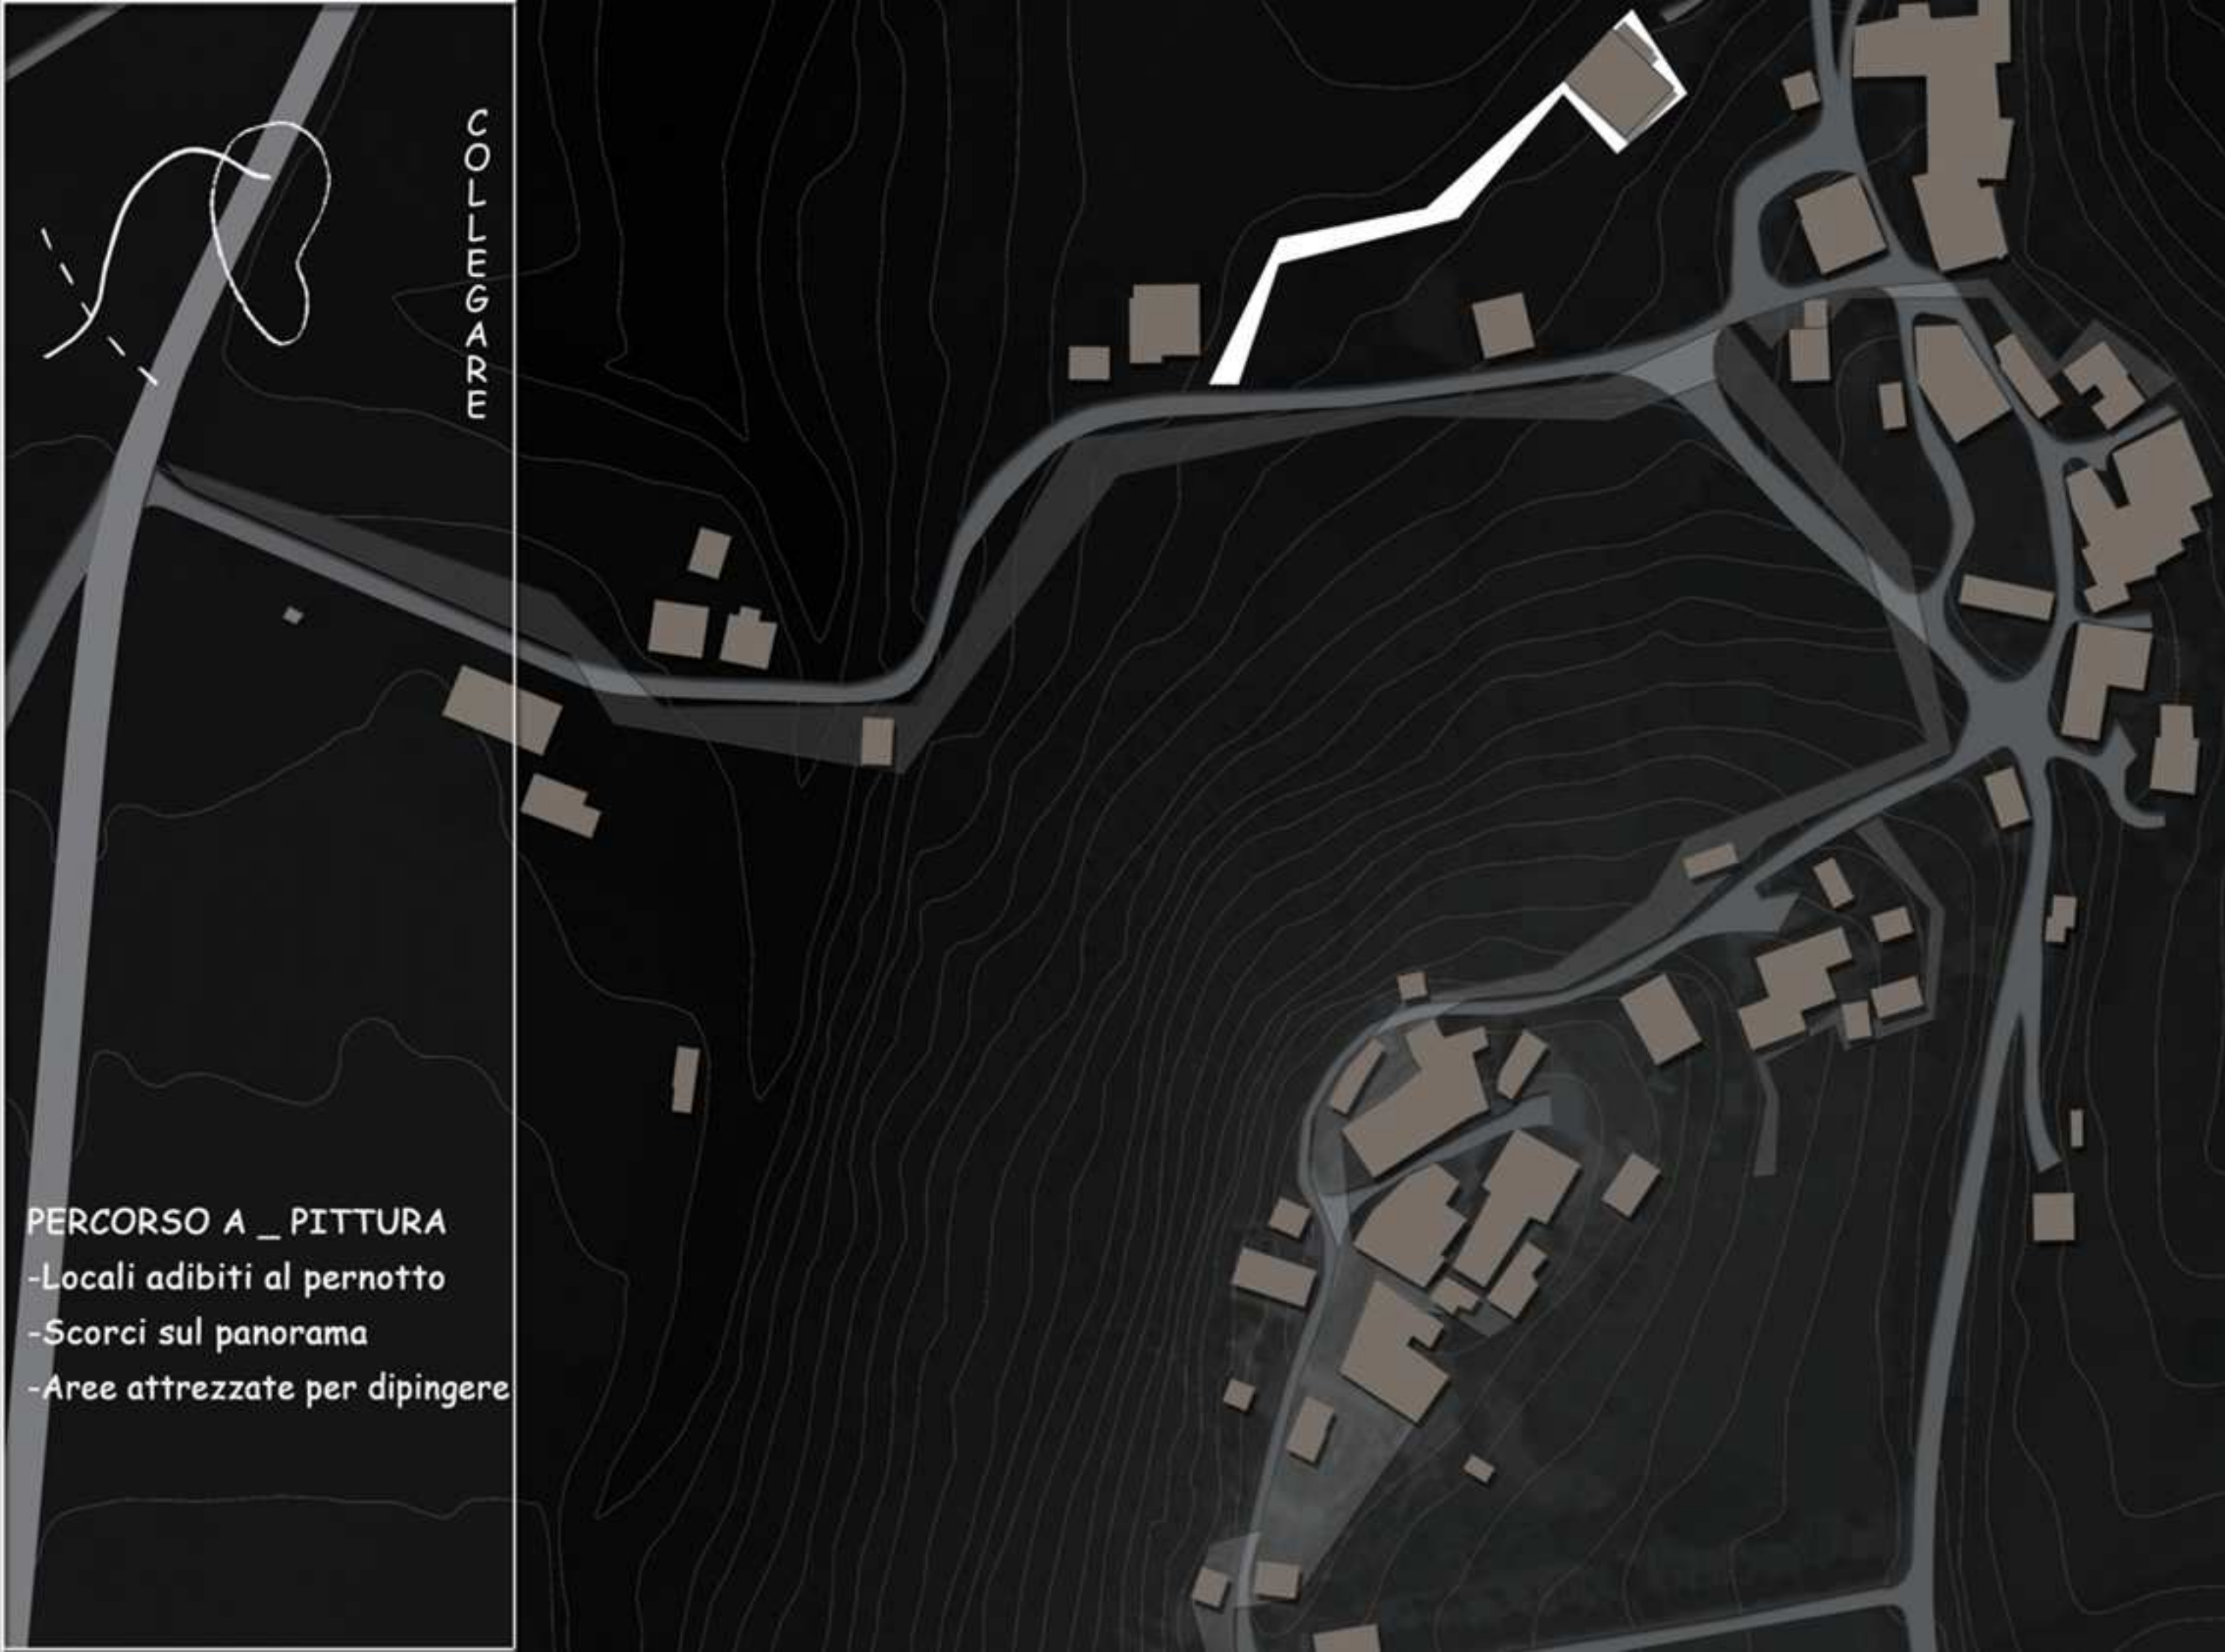 COLLEGARE
PERCORSO A _ PITTURA
-Locali adibiti al pernotto
-Scorci sul panorama
-Aree attrezzate per dipingere